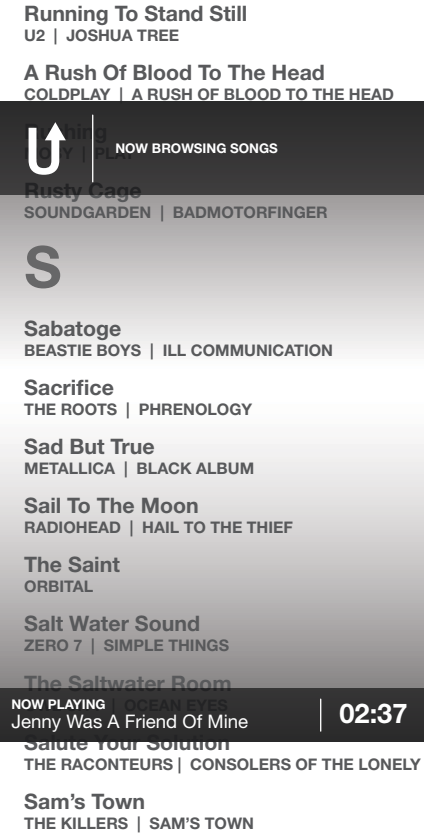 Running To Stand Still
U2 | JOSHUA TREE
A Rush Of Blood To The Head
COLDPLAY | A RUSH OF BLOOD TO THE HEAD
Rushing
MOBY | PLAY
U
NOW BROWSING SONGS
Rusty Cage
SOUNDGARDEN | BADMOTORFINGER
S
Sabatoge
BEASTIE BOYS | ILL COMMUNICATION
Sacrifice
THE ROOTS | PHRENOLOGY
Sad But True
METALLICA | BLACK ALBUM
Sail To The Moon
RADIOHEAD | HAIL TO THE THIEF
The Saint
ORBITAL
Salt Water Sound
ZERO 7 | SIMPLE THINGS
The Saltwater Room
| OCEAN EYES
NOW PLAYING
Jenny Was A Friend Of Mine
02:37
Salute Your Solution
THE RACONTEURS | CONSOLERS OF THE LONELY
Sam's Town
THE KILLERS | SAM'S TOWN